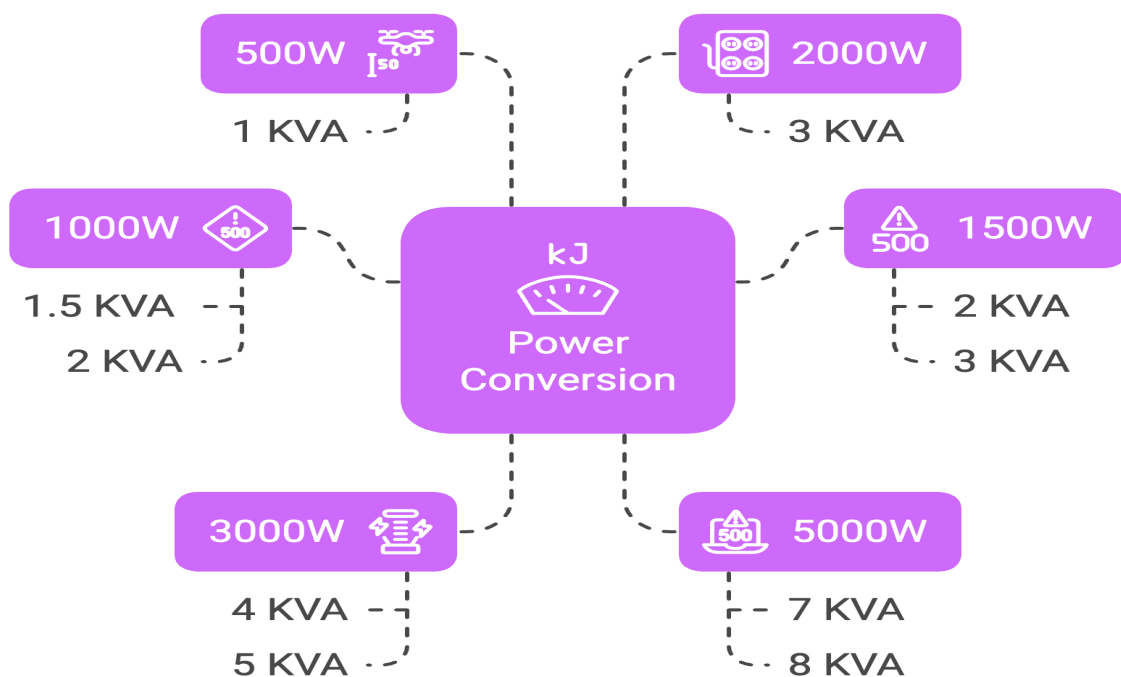 500W
50
1 KVA
2000W
3 KVA
1000W
500
1.5 KVA
2 KVA
500
1500W
2 KVA
3 KVA
kJ
Power
Conversion
3000W
4 KVA
5 KVA
500
5000W
7 KVA
8 KVA